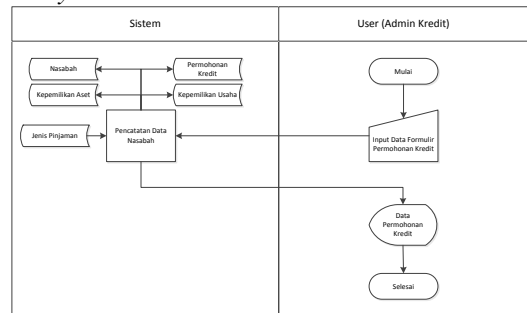 Sistem
User (Admin Kredit)
Nasabah
Permohonan
Kredit
Mulai
Kepemilikan Aset
Kepemilikan Usaha
Jenis Pinjaman
Pencatatan Data
Nasabah
Input Data Formulir
Permohonan Kredit
Data
Permohonan
Kredit
Selesai